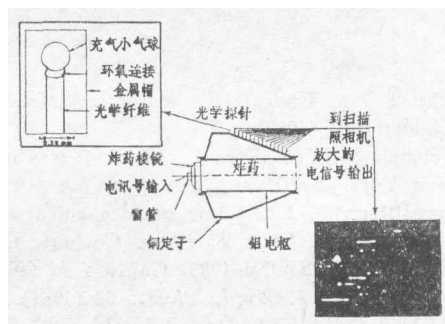 充气小气球
环氧连接
金属帽
光学纤维
光学探针
到扫描
照相机
放大的
电信号输出
炸药棱镜
炸药
电讯号输入
雷管
铜定子
铝电枢